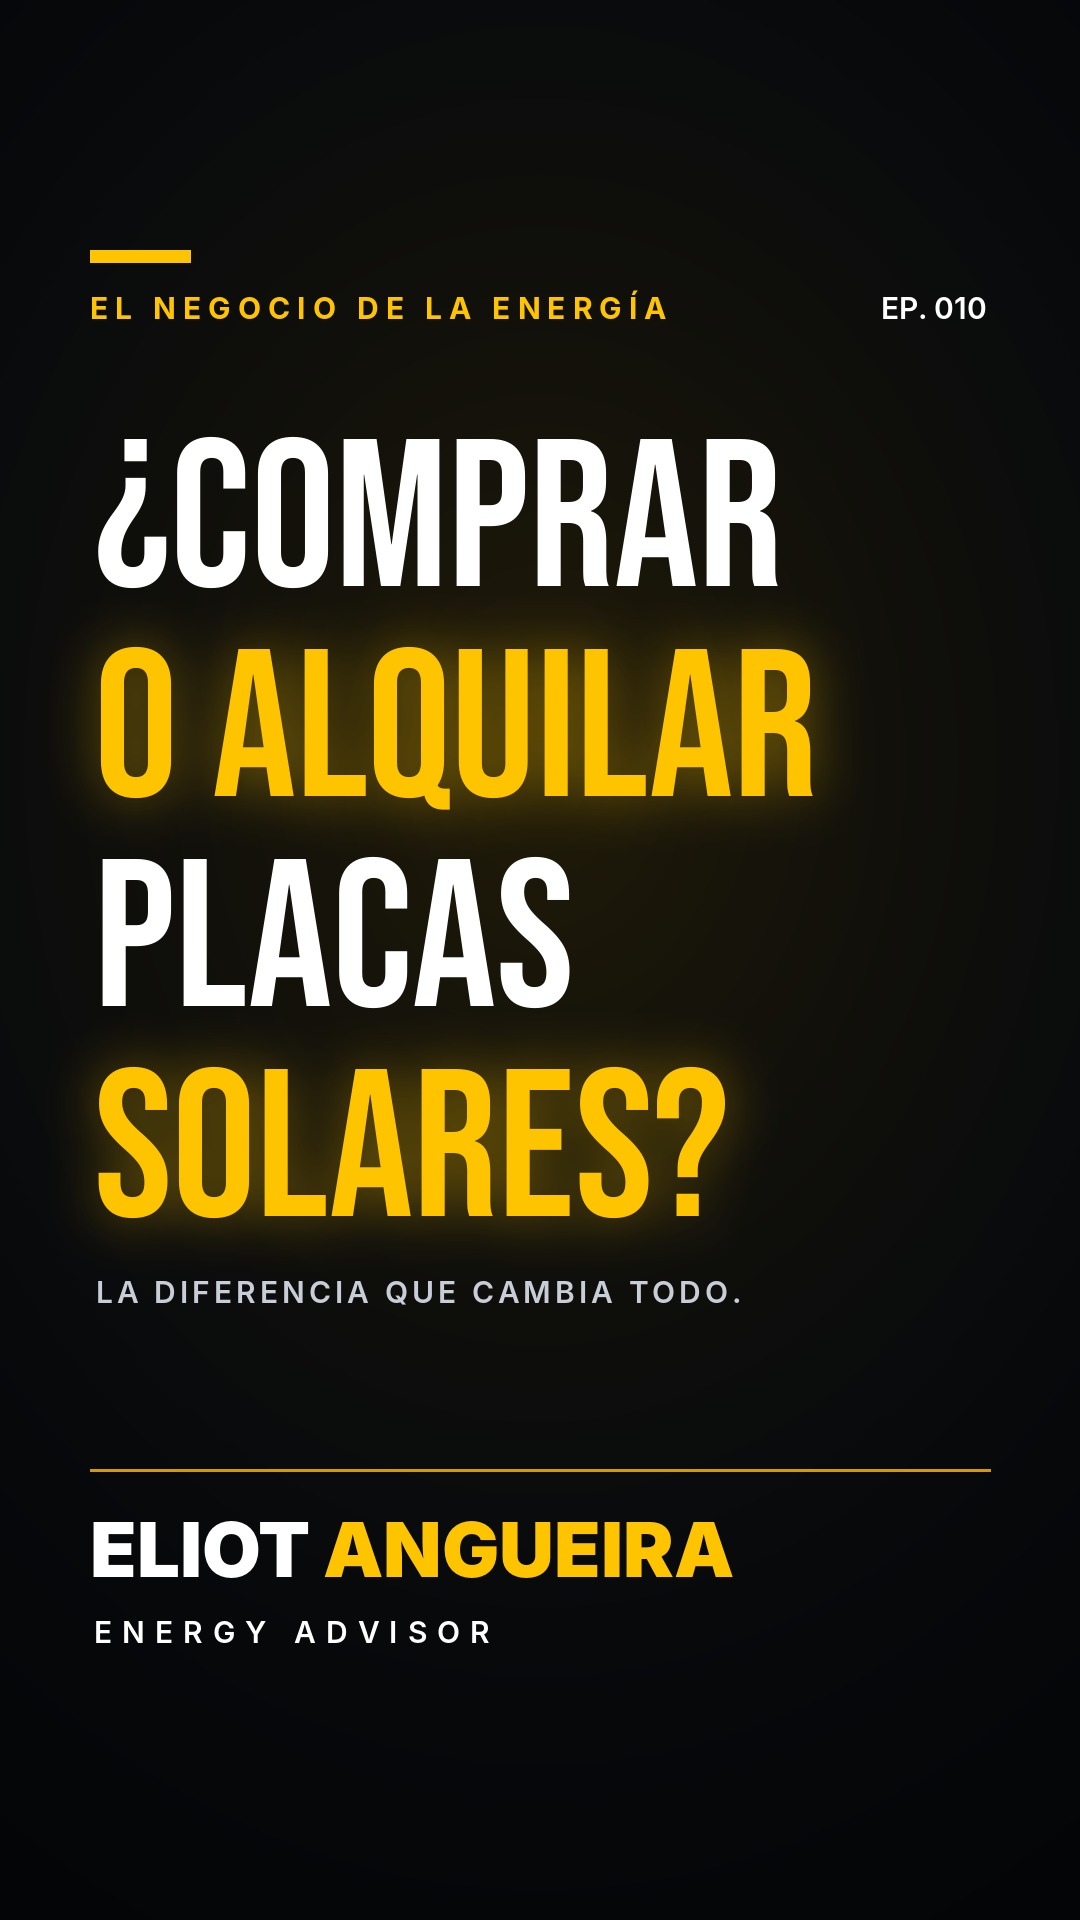 EL NEGOCIO DE LA ENERGÍA
EP. 010
¿COMPRAR
O ALQUILAR
PLACAS
SOLARES?
LA DIFERENCIA QUE CAMBIA TODO.
ELIOT ANGUEIRA
ENERGY ADVISOR